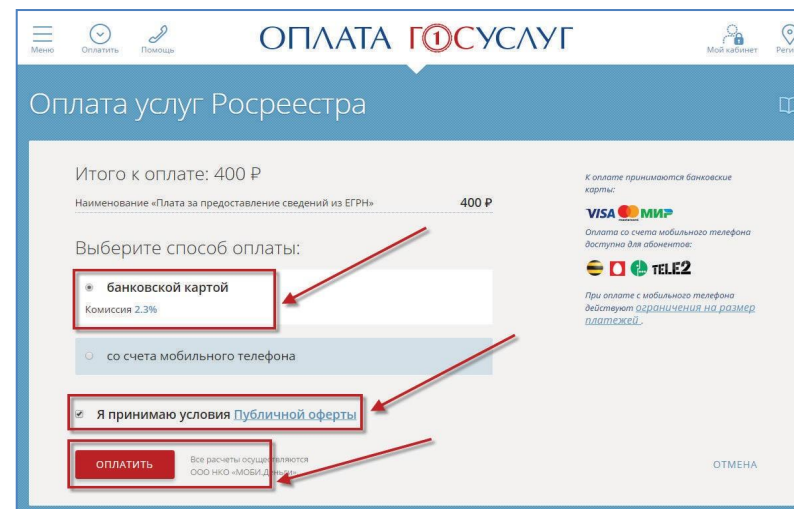 Меню
Оплатить
Помощь
ОПЛАТА Г1СУСЛУГ
Мой кабинет
Реги
Оплата услуг Росреестра
Итого к оплате: 400 ₽
Наименование «Плата за предоставление сведений из ЕГРН» 400 ₽
Выберите способ оплаты:
банковской картой
Комиссия 2.3%
со счета мобильного телефона
Я принимаю условия Публичной оферты
ОПЛАТИТЬ
Все расчеты осуществляются
ООО НКО «МОБИ.Деньги»
К оплате принимаются банковские
карты:
VISA МИР
Оплата со счета мобильного телефона
доступна для абонентов:
TELE2
При оплате с мобильного телефона
действуют ограничения на размер
платежей .
ОТМЕНА